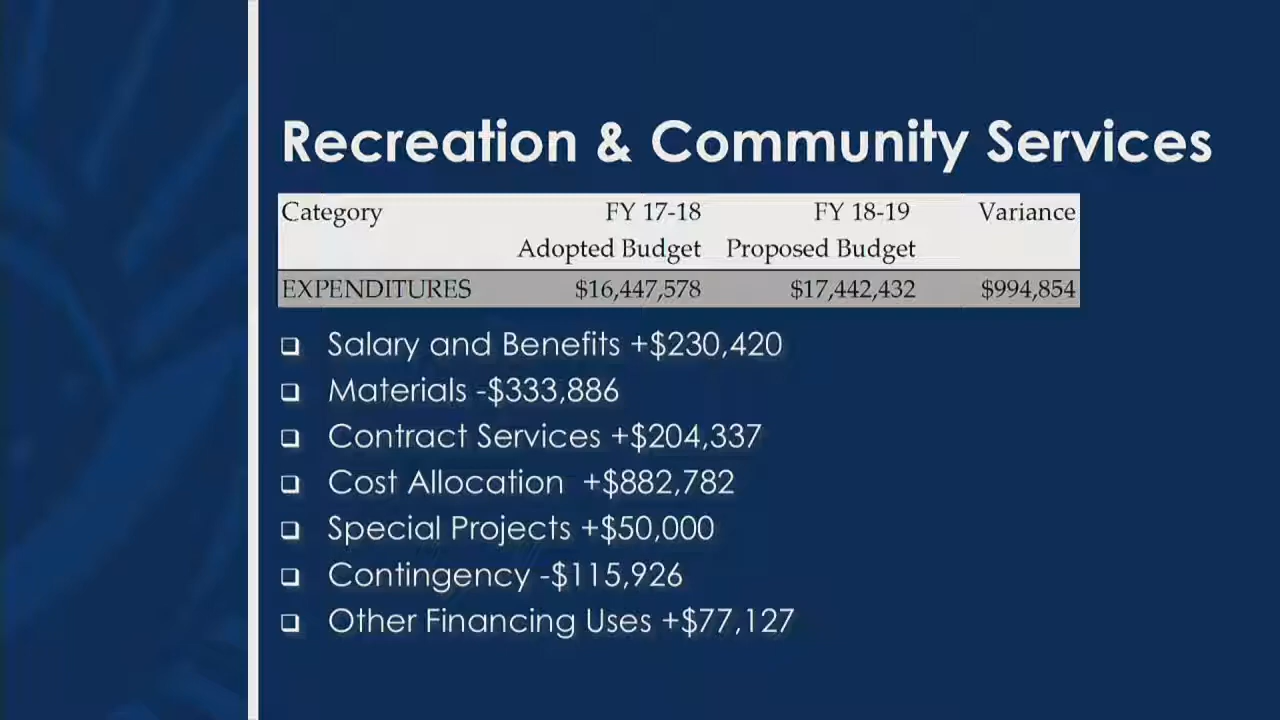 Recreation & Community Services
Category FY 17-18 FY 18-19 Variance
Adopted Budget Proposed Budget
EXPENDITURES $16,447,578 $17,442,432 $994,854
❑ Salary and Benefits +$230,420
❑ Materials -$333,886
❑ Contract Services +$204,337
❑ Cost Allocation +$882,782
❑ Special Projects +$50,000
❑ Contingency -$115,926
❑ Other Financing Uses +$77,127